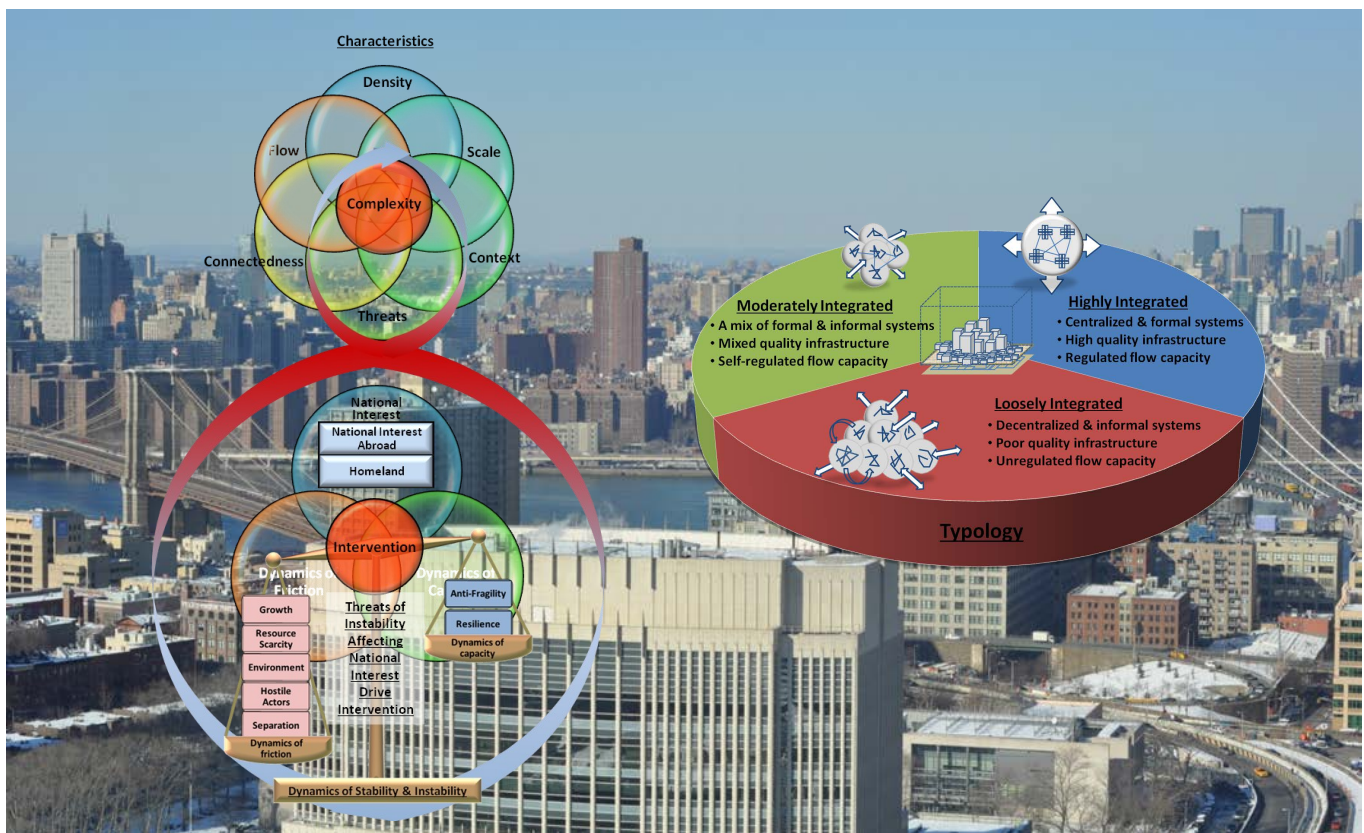 Characteristics
Density
Flow
Scale
Complexity
Connectedness
Context
Threats
National
Interest
National Interest
Abroad
Homeland
Intervention
Dynamics of
Friction
Dynamics of
Growth
Resource
Scarcity
Environment
Hostile
Actors
Separation
Dynamics of
friction
Threats of
Instability
Affecting
National
Interest
Drive
Intervention
Anti-Fragility
Resilience
Dynamics of
capacity
Dynamics of Stability & Instability
Moderately Integrated
• A mix of formal & informal systems
• Mixed quality infrastructure
• Self-regulated flow capacity
Highly Integrated
• Centralized & formal systems
• High quality infrastructure
• Regulated flow capacity
Loosely Integrated
• Decentralized & informal systems
• Poor quality infrastructure
• Unregulated flow capacity
Typology